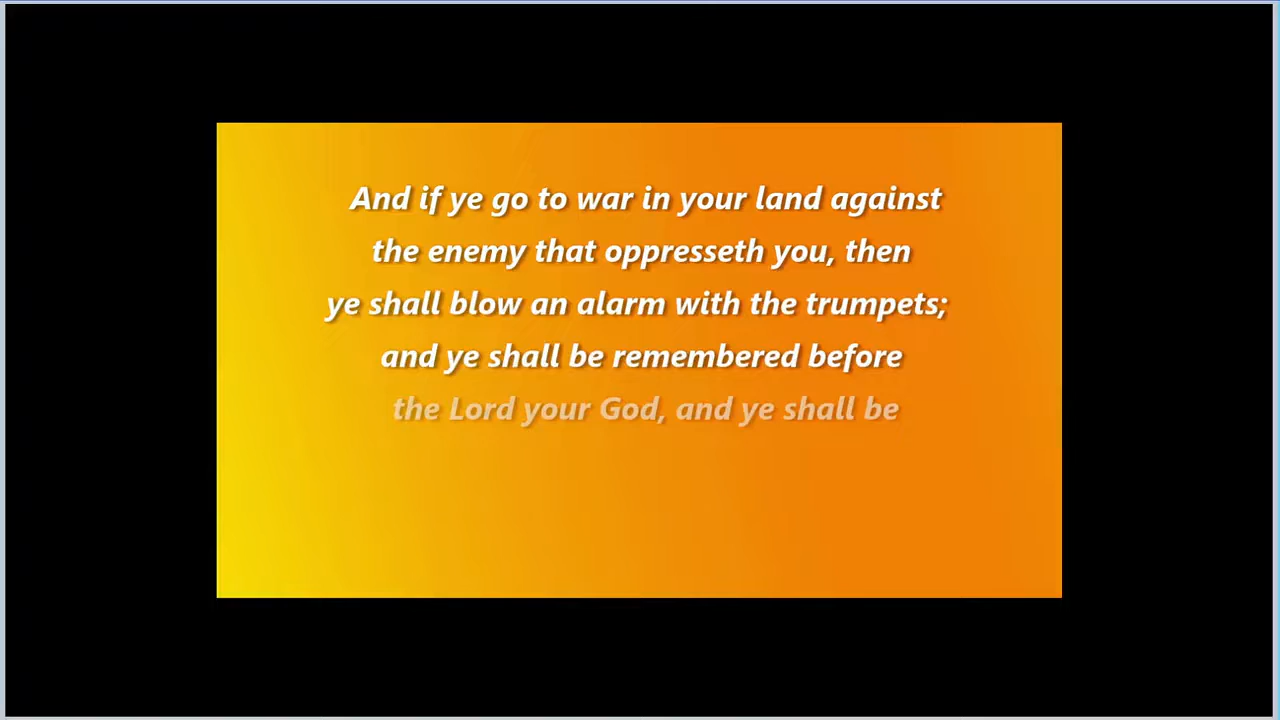 And if ye go to war in your land against
the enemy that oppresseth you, then
ye shall blow an alarm with the trumpets;
and ye shall be remembered before
the Lord your God, and ye shall be